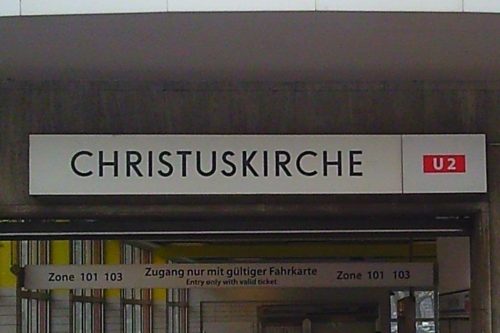 CHRISTUSKIRCHE U2
Zone 101 103 Zugang nur mit gültiger Fahrkarte Zone 101 103
Entry only with valid ticket